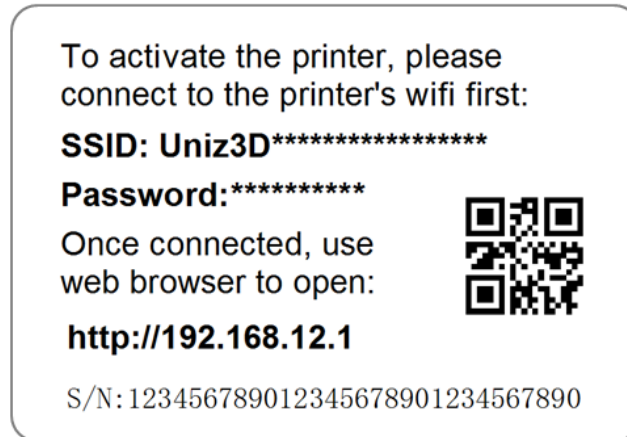 To activate the printer, please
connect to the printer's wifi first:
SSID: Uniz3D*****************
Password:**********
Once connected, use
web browser to open:
http://192.168.12.1
S/N:123456789012345678901234567890